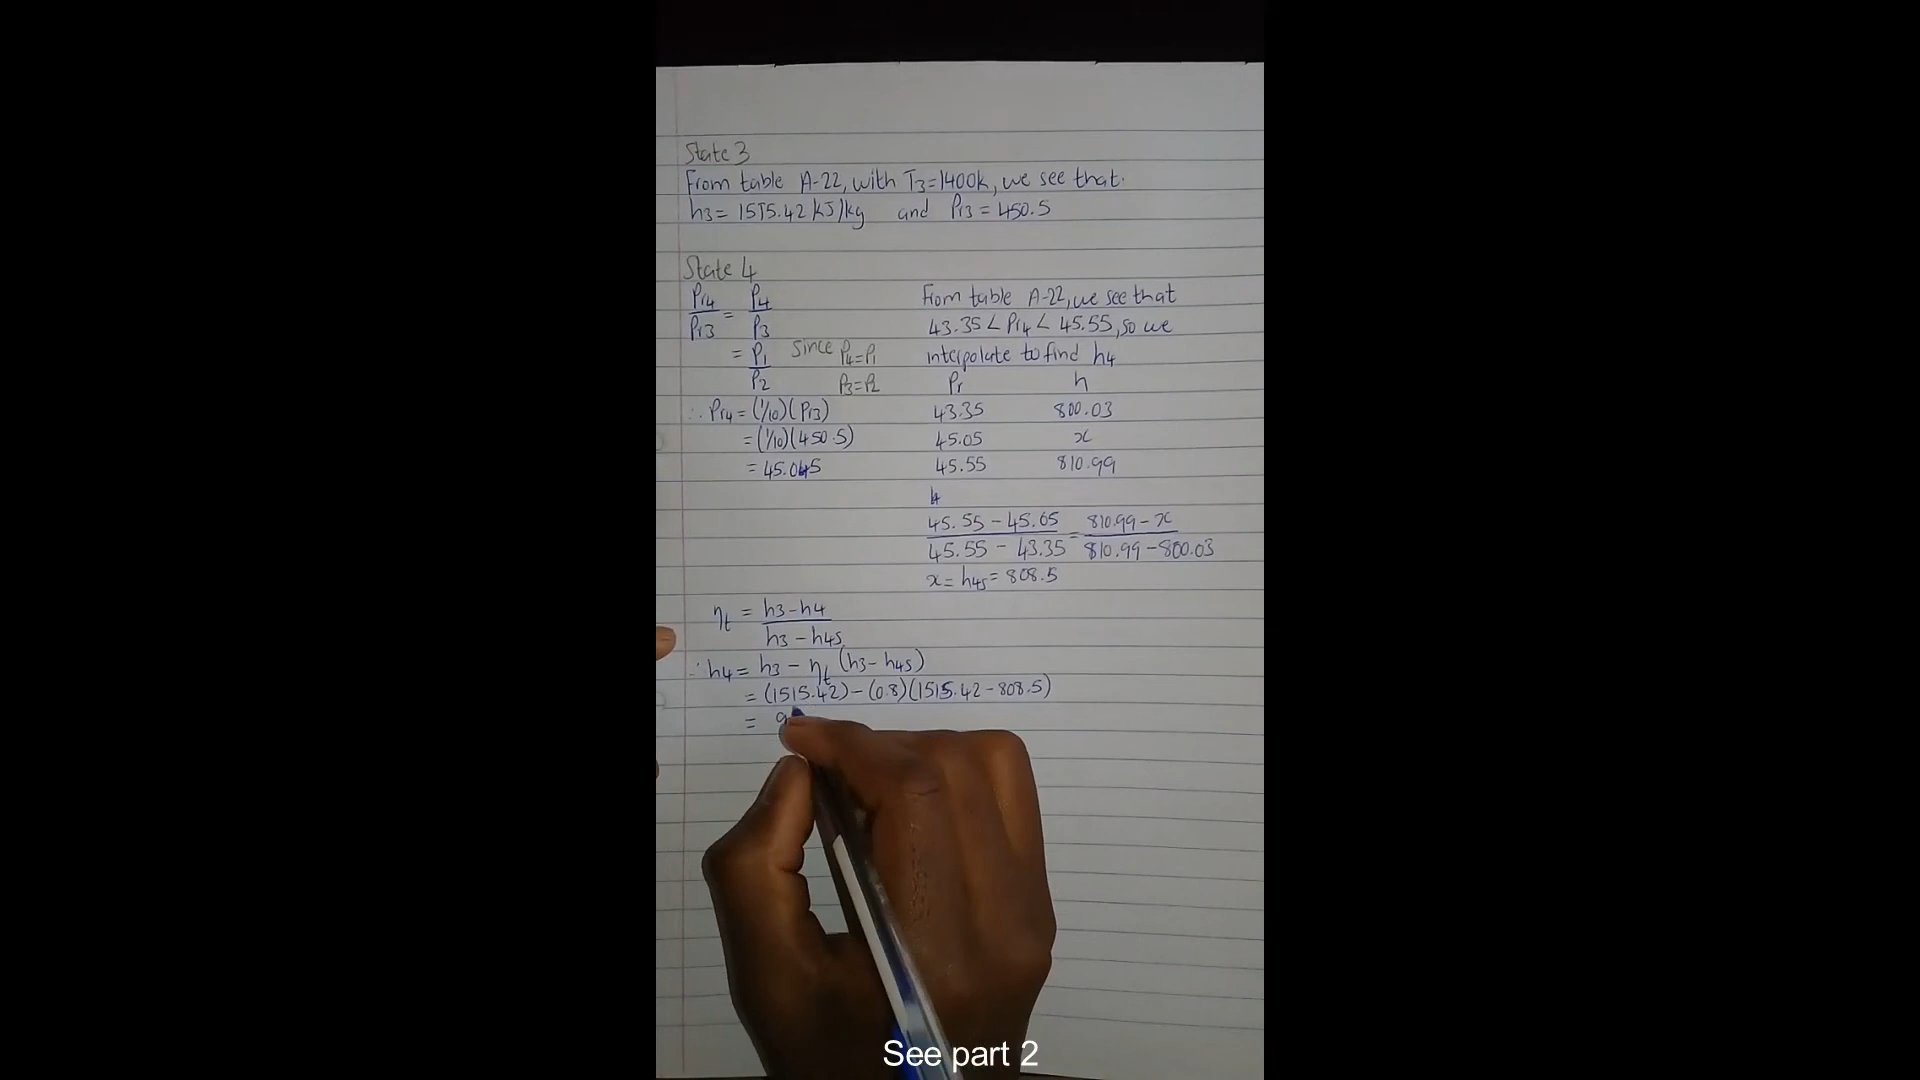 State 3
From table A-22, with T3=1400k, we see that.
h3= 1515.42 kJ/kg and Pr3 = 450.5
State 4
Pr4/Pr3 = P4/P3
= P1/P2 since P4=P1
P3=P2
∴ Pr4 = (1/10)(Pr3)
= (1/10)(450.5)
= 45.045
From table A-22, we see that
43.35 < Pr4 < 45.55, so we
interpolate to find h4
Pr h
43.35 800.03
45.05 x
45.55 810.99
45.55 - 45.05 / 45.55 - 43.35 = 810.99 - x / 810.99 - 800.03
x = h4s = 808.5
ηt = h3 - h4 / h3 - h4s
∴ h4 = h3 - ηt (h3 - h4s)
= (1515.42) - (0.8)(1515.42 - 808.5)
= 9
See part 2